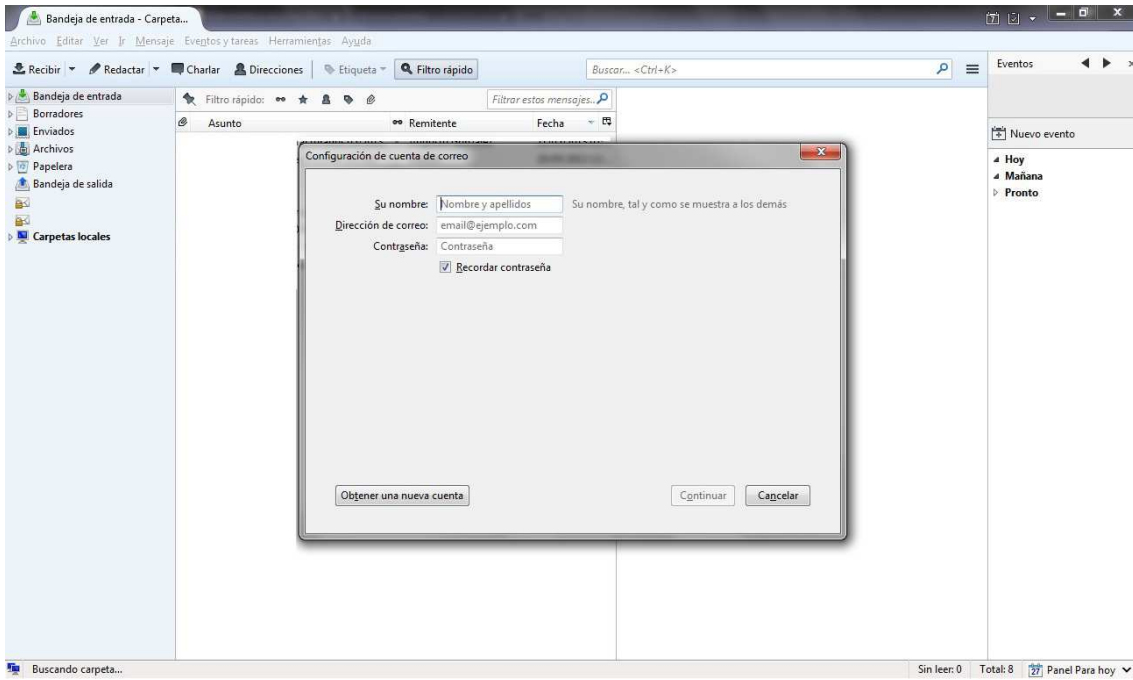 Bandeja de entrada - Carpeta...
Archivo Editar Ver Ir Mensaje Eventos y tareas Herramientas Ayuda
Recibir Redactar Charlar Direcciones Etiqueta Filtro rápido Buscar... <Ctrl+K>
Eventos
Bandeja de entrada
Borradores
Enviados
Archivos
Papelera
Bandeja de salida
Carpetas locales
Filtro rápido: Filtrar estos mensajes...
Asunto Remitente Fecha
Configuración de cuenta de correo
Su nombre: Nombre y apellidos Su nombre, tal y como se muestra a los demás
Dirección de correo: email@ejemplo.com
Contraseña: Contraseña
Recordar contraseña
Obtener una nueva cuenta Continuar Cancelar
Nuevo evento
Hoy
Mañana
Pronto
Buscando carpeta... Sin leer: 0 Total: 8 27 Panel Para hoy